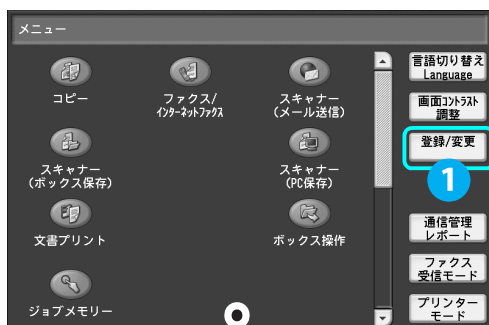 メニュー
コピー
ファクス/
インターネットファクス
スキャナー
(メール送信)
スキャナー
(ボックス保存)
スキャナー
(PC保存)
文書プリント
ボックス操作
ジョブメモリー
言語切り替え
Language
画面コントラスト
調整
登録/変更
1
通信管理
レポート
ファクス
受信モード
プリンター
モード